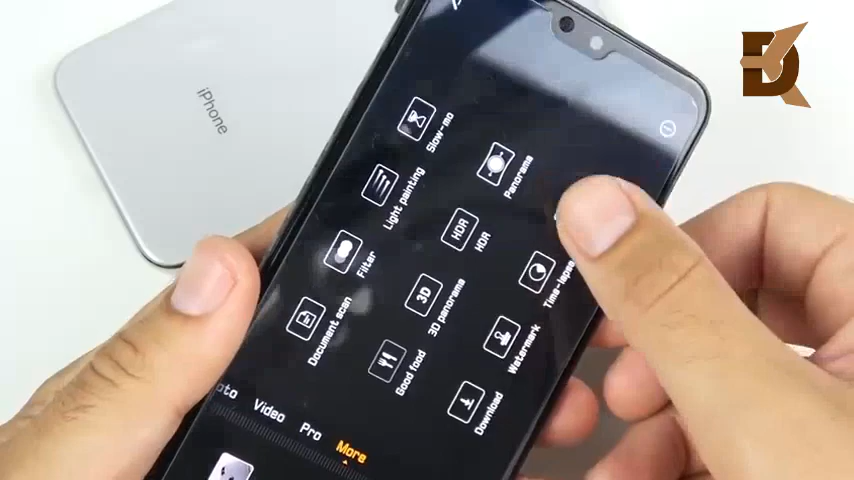 iPhone
Slow-mo
Panorama
Light painting
HDR
HDR
Time-lapse
Filter
3D
3D panorama
Watermark
Document scan
Good food
Download
oto
Video
Pro
More
D